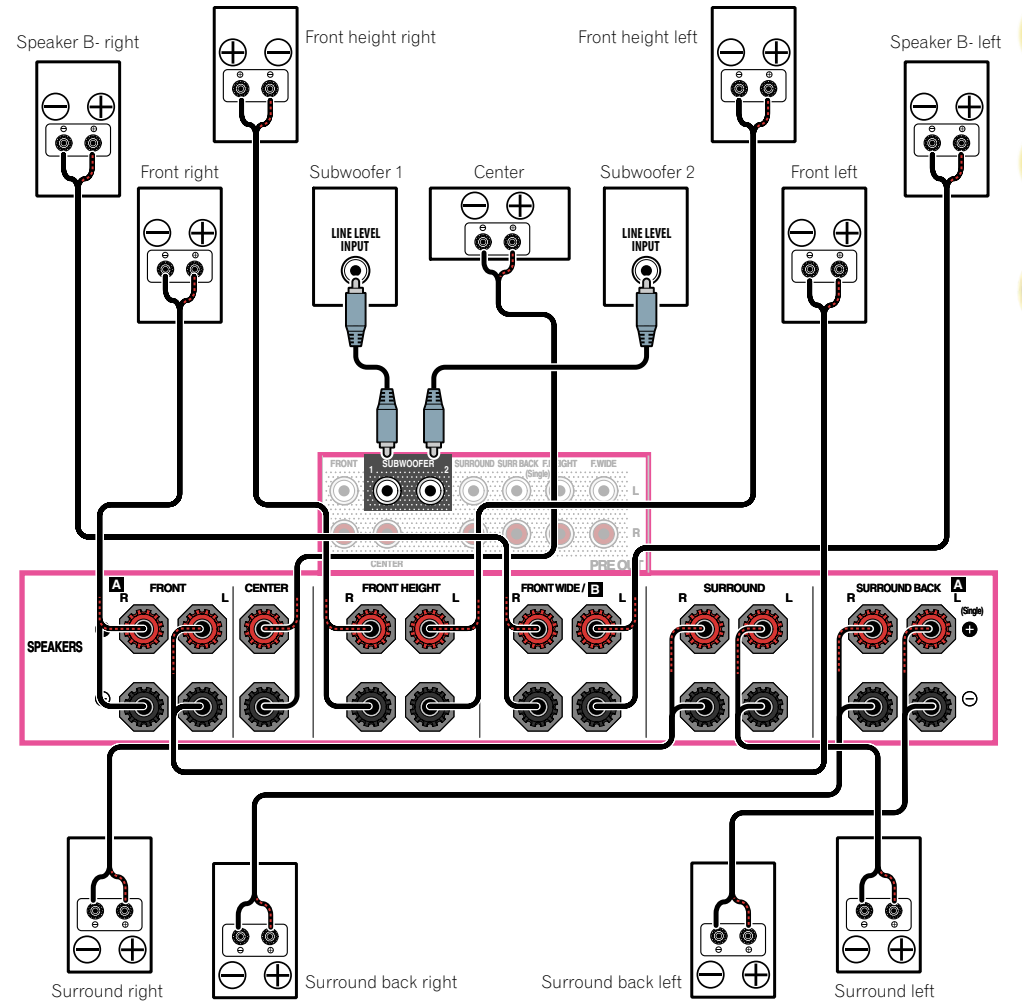 Speaker B- right
Front height right
Front height left
Speaker B- left
Front right
Subwoofer 1
Center
Subwoofer 2
Front left
LINE LEVEL
INPUT
LINE LEVEL
INPUT
FRONT
SUBWOOFER
1
2
SURROUND
SURR BACK
(Single)
F.WIDE
L
R
CENTER
PRE OUT
SPEAKERS
A
FRONT
R
L
CENTER
FRONT HEIGHT
R
L
FRONT WIDE / B
R
L
SURROUND
R
L
SURROUND BACK
A
R
L
(Single)
Surround right
Surround back right
Surround back left
Surround left